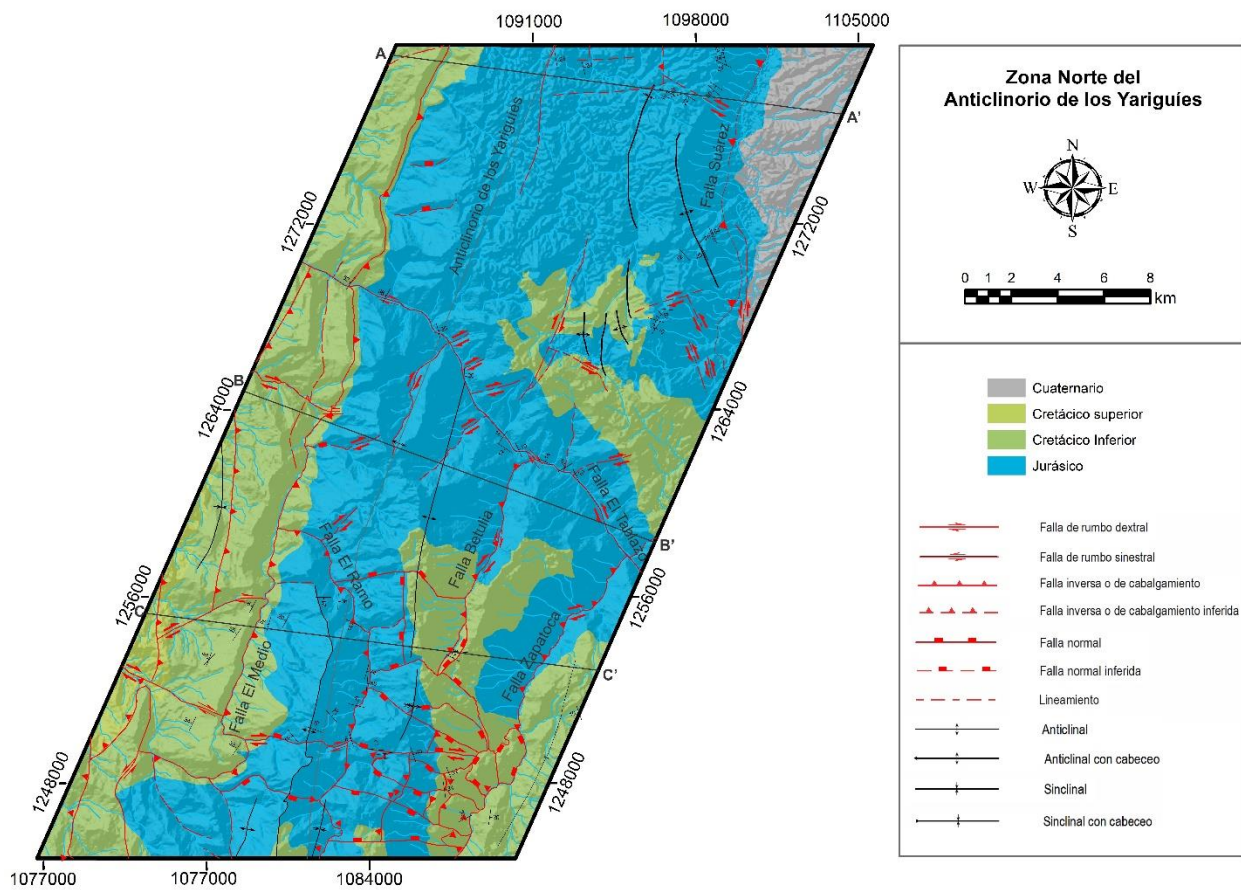 1091000
1098000
1105000
A
A'
Anticlinorio de los Yariguíes
Falla Suárez
1272000
1272000
B
1264000
1264000
Falla El Tablazo
B'
Falla Betulia
Falla El Ramo
1256000
1256000
C
Falla Zapatoca
C'
Falla El Medio
1248000
1248000
1077000
1077000
1084000
Zona Norte del
Anticlinorio de los Yariguíes
N
W
E
S
0 1 2 4 6 8
km
Cuaternario
Cretácico superior
Cretácico Inferior
Jurásico
Falla de rumbo dextral
Falla de rumbo sinestral
Falla inversa o de cabalgamiento
Falla inversa o de cabalgamiento inferida
Falla normal
Falla normal inferida
Lineamiento
Anticlinal
Anticlinal con cabeceo
Sinclinal
Sinclinal con cabeceo